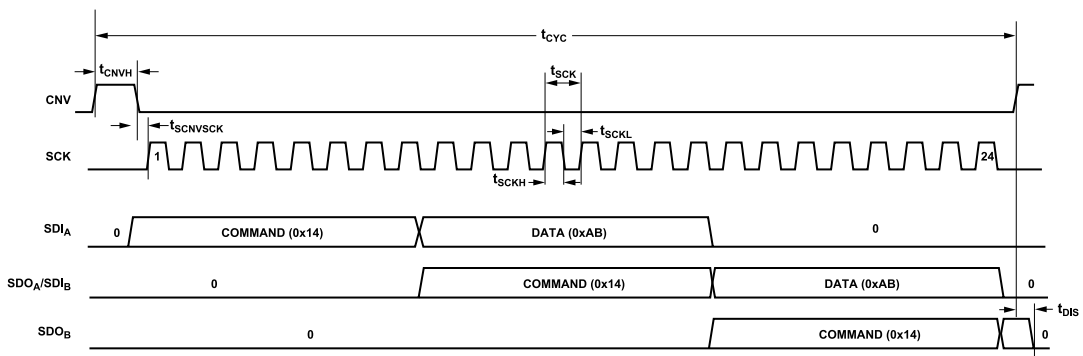 tCYC
tCNVH
tSCK
CNV
tSCNVSCK
tSCKL
SCK
1
24
tSCKH
SDIA
0
COMMAND (0x14)
DATA (0xAB)
0
SDOA/SDIB
0
COMMAND (0x14)
DATA (0xAB)
0
tDIS
SDOB
0
COMMAND (0x14)
0